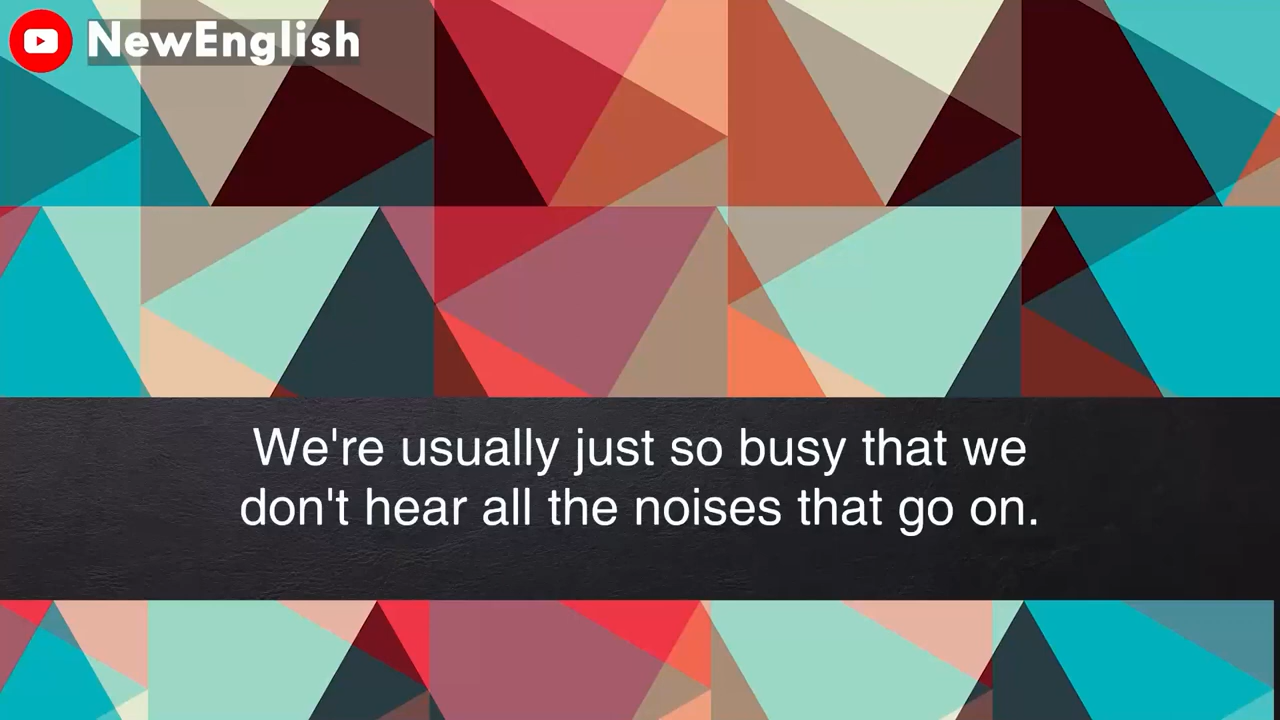 NewEnglish
We're usually just so busy that we
don't hear all the noises that go on.